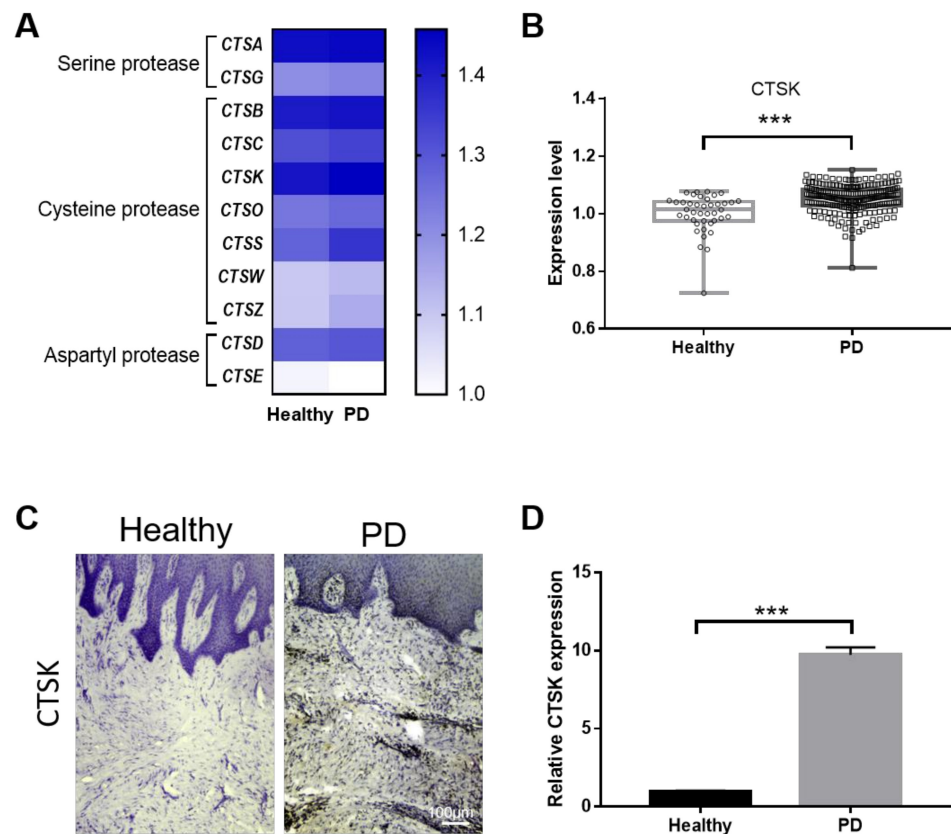 A
Serine protease
CTSA
CTSG
Cysteine protease
CTSB
CTSC
CTSK
CTSO
CTSS
CTSW
CTSZ
Aspartyl protease
CTSD
CTSE
Healthy PD
1.4
1.3
1.2
1.1
1.0
B
CTSK
***
Expression level
1.4
1.2
1.0
0.8
0.6
Healthy PD
C
Healthy PD
CTSK
100μm
D
***
Relative CTSK expression
15
10
5
0
Healthy PD